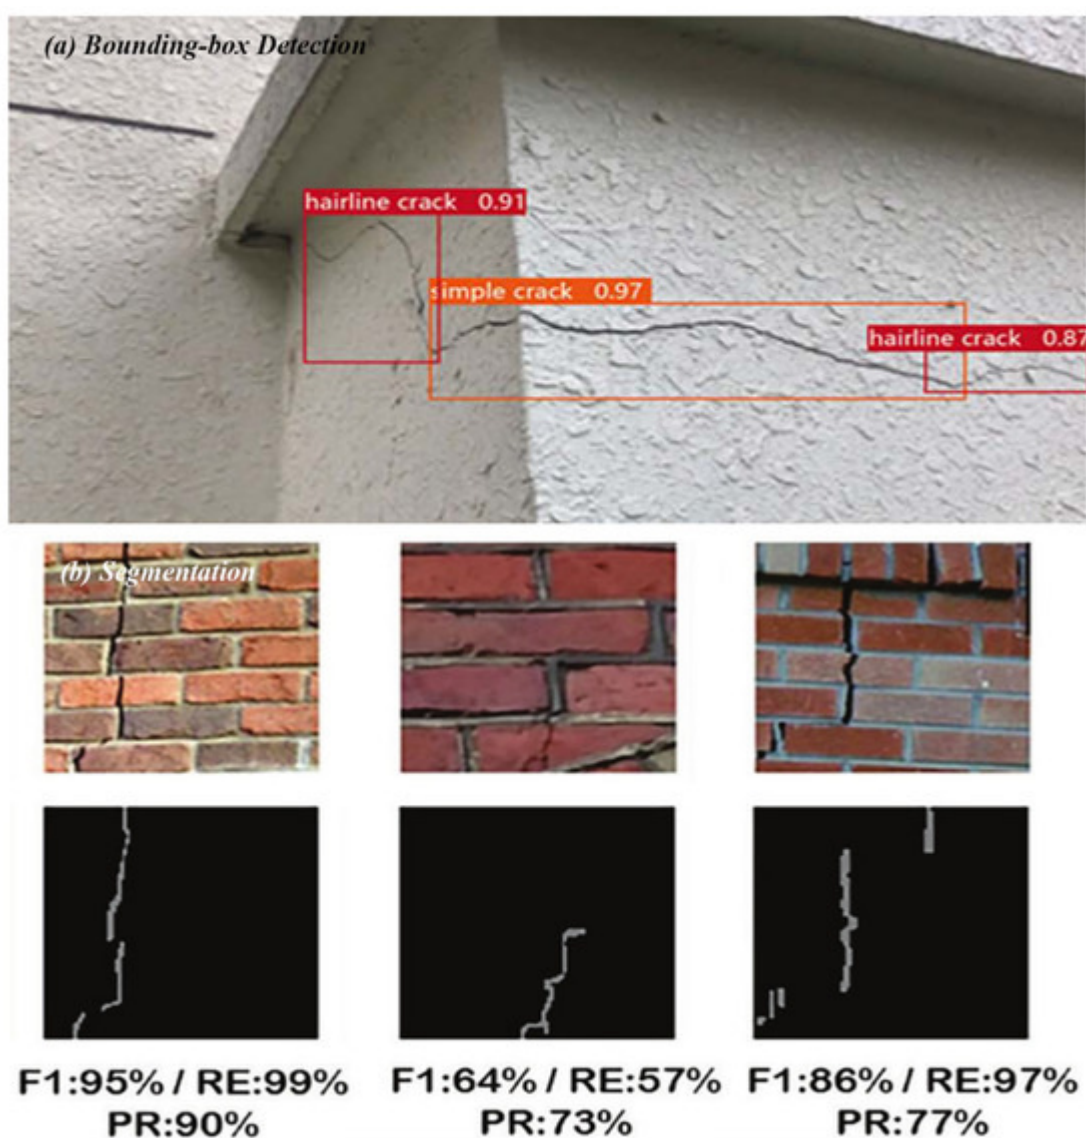 (a) Bounding-box Detection
hairline crack 0.91
simple crack 0.97
hairline crack 0.87
(b) Segmentation
F1:95% / RE:99%
PR:90%
F1:64% / RE:57%
PR:73%
F1:86% / RE:97%
PR:77%